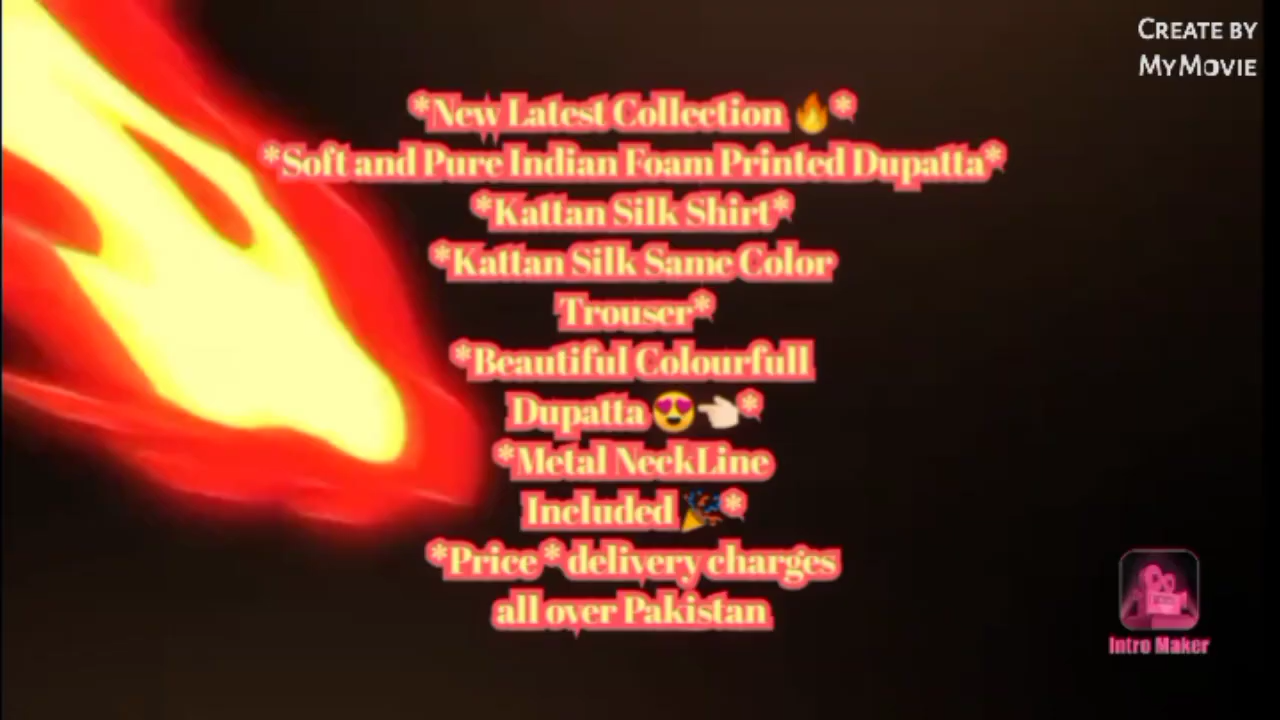 CREATE BY
MYMOVIE
*New Latest Collection 🔥*
*Soft and Pure Indian Foam Printed Dupatta*
*Kattan Silk Shirt*
*Kattan Silk Same Color
Trouser*
*Beautiful Colourfull
Dupatta 😍👈🏻*
*Metal NeckLine
Included 🎉*
*Price * delivery charges
all over Pakistan
Intro Maker